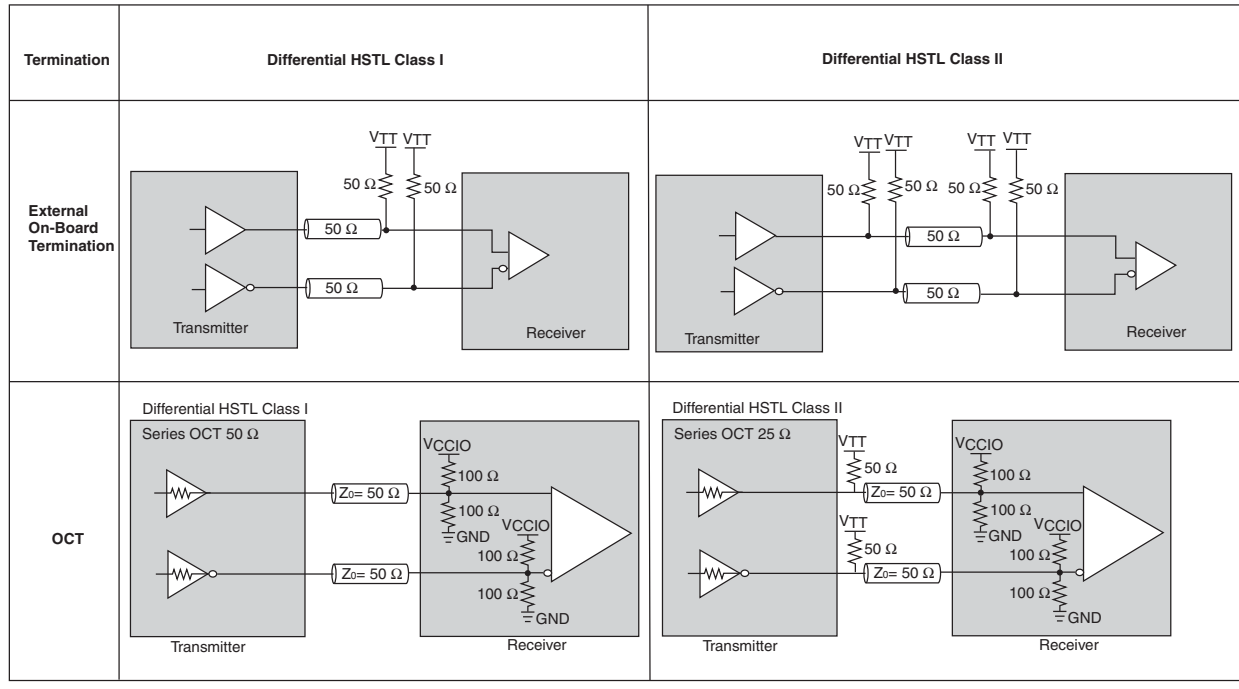 Termination
Differential HSTL Class I
Differential HSTL Class II
External
On-Board
Termination
VTT VTT
50 Ω 50 Ω
50 Ω
50 Ω
Transmitter
Receiver
VTT VTT VTT VTT
50 Ω 50 Ω 50 Ω 50 Ω
50 Ω
50 Ω
Transmitter
Receiver
OCT
Differential HSTL Class I
Series OCT 50 Ω
VCCIO
100 Ω
Z0= 50 Ω
100 Ω
GND
VCCIO
100 Ω
Z0= 50 Ω
100 Ω
GND
Transmitter
Receiver
Differential HSTL Class II
Series OCT 25 Ω
VTT
50 Ω
VCCIO
100 Ω
Z0= 50 Ω
100 Ω
GND
VTT
50 Ω
VCCIO
100 Ω
Z0= 50 Ω
100 Ω
GND
Transmitter
Receiver